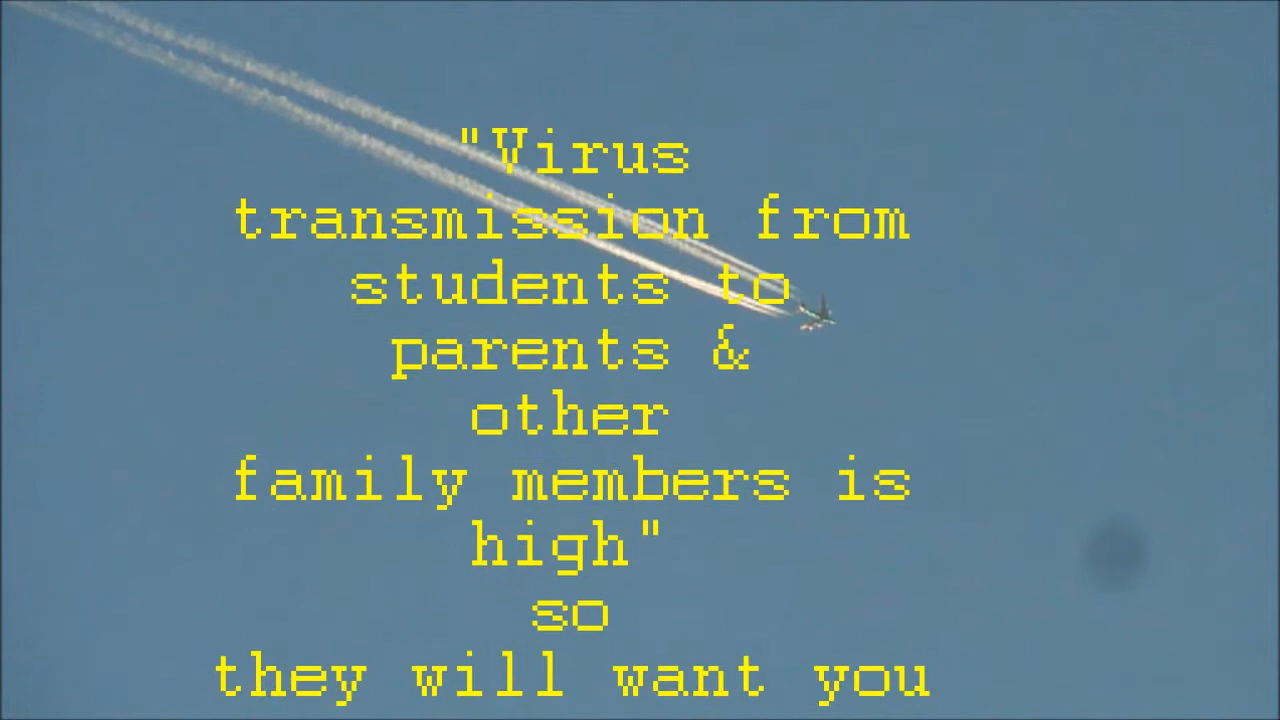 "Virus
transmission from
students to
parents &
other
family members is
high"
so
they will want you